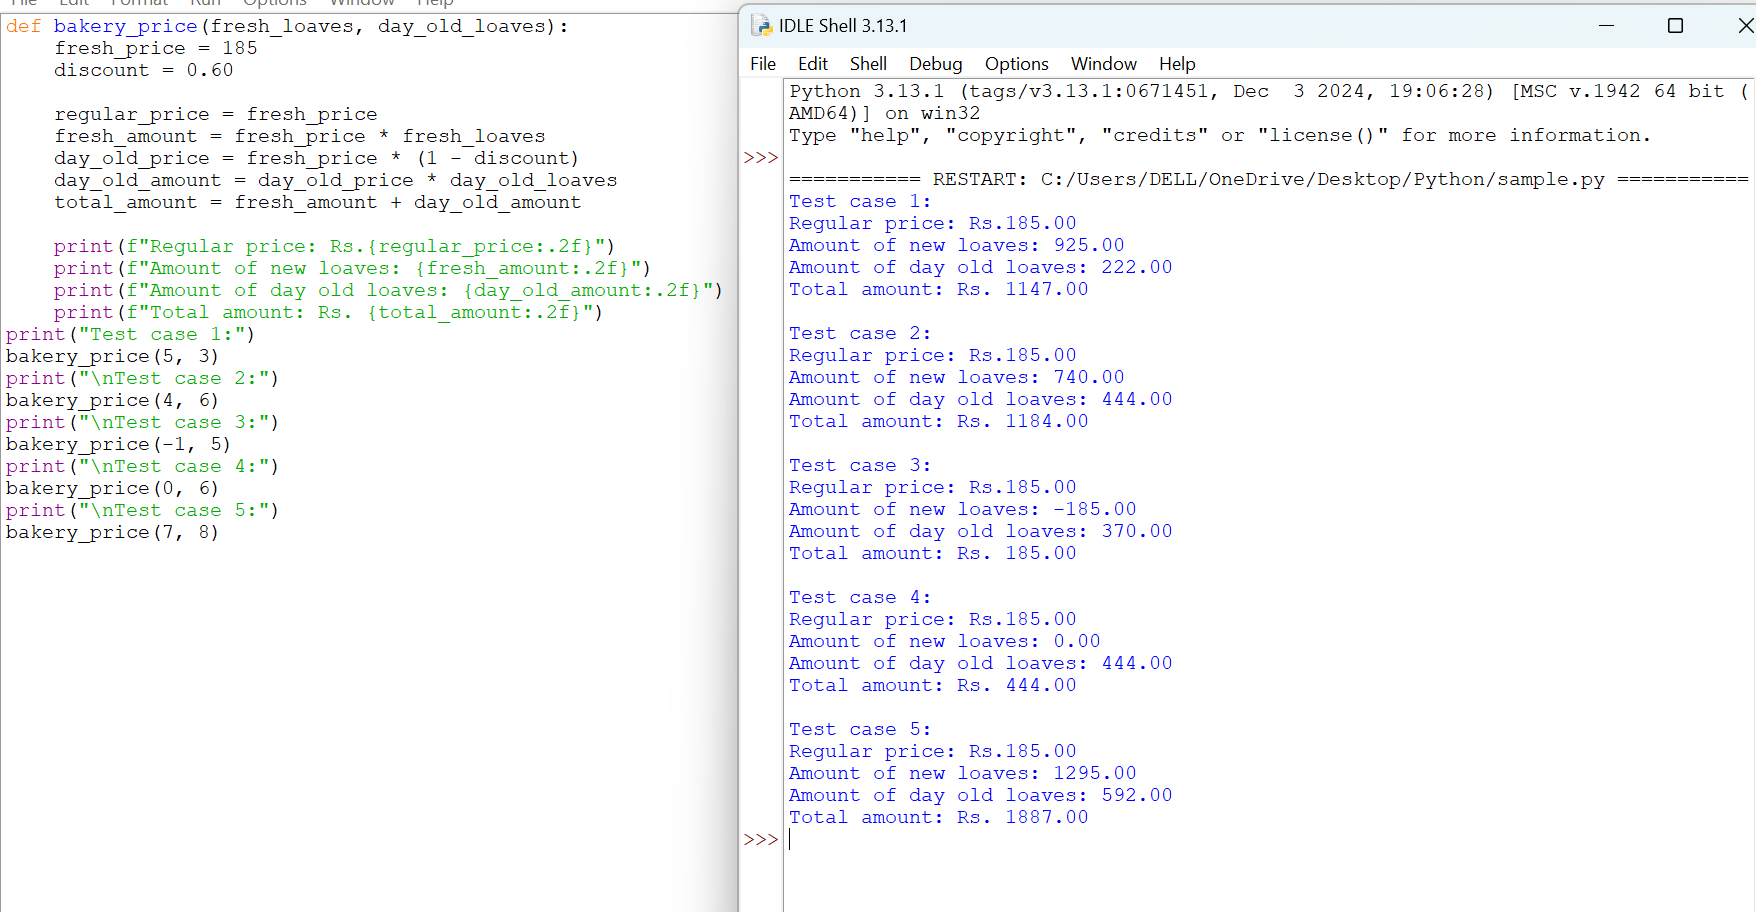 File Edit Format Run Options Window Help
def bakery_price(fresh_loaves, day_old_loaves):
    fresh_price = 185
    discount = 0.60

    regular_price = fresh_price
    fresh_amount = fresh_price * fresh_loaves
    day_old_price = fresh_price * (1 - discount)
    day_old_amount = day_old_price * day_old_loaves
    total_amount = fresh_amount + day_old_amount

    print(f"Regular price: Rs.{regular_price:.2f}")
    print(f"Amount of new loaves: {fresh_amount:.2f}")
    print(f"Amount of day old loaves: {day_old_amount:.2f}")
    print(f"Total amount: Rs. {total_amount:.2f}")
print("Test case 1:")
bakery_price(5, 3)
print("\nTest case 2:")
bakery_price(4, 6)
print("\nTest case 3:")
bakery_price(-1, 5)
print("\nTest case 4:")
bakery_price(0, 6)
print("\nTest case 5:")
bakery_price(7, 8)
IDLE Shell 3.13.1
File Edit Shell Debug Options Window Help
Python 3.13.1 (tags/v3.13.1:0671451, Dec  3 2024, 19:06:28) [MSC v.1942 64 bit (
AMD64)] on win32
Type "help", "copyright", "credits" or "license()" for more information.
>>>
=========== RESTART: C:/Users/DELL/OneDrive/Desktop/Python/sample.py ===========
Test case 1:
Regular price: Rs.185.00
Amount of new loaves: 925.00
Amount of day old loaves: 222.00
Total amount: Rs. 1147.00

Test case 2:
Regular price: Rs.185.00
Amount of new loaves: 740.00
Amount of day old loaves: 444.00
Total amount: Rs. 1184.00

Test case 3:
Regular price: Rs.185.00
Amount of new loaves: -185.00
Amount of day old loaves: 370.00
Total amount: Rs. 185.00

Test case 4:
Regular price: Rs.185.00
Amount of new loaves: 0.00
Amount of day old loaves: 444.00
Total amount: Rs. 444.00

Test case 5:
Regular price: Rs.185.00
Amount of new loaves: 1295.00
Amount of day old loaves: 592.00
Total amount: Rs. 1887.00
>>>